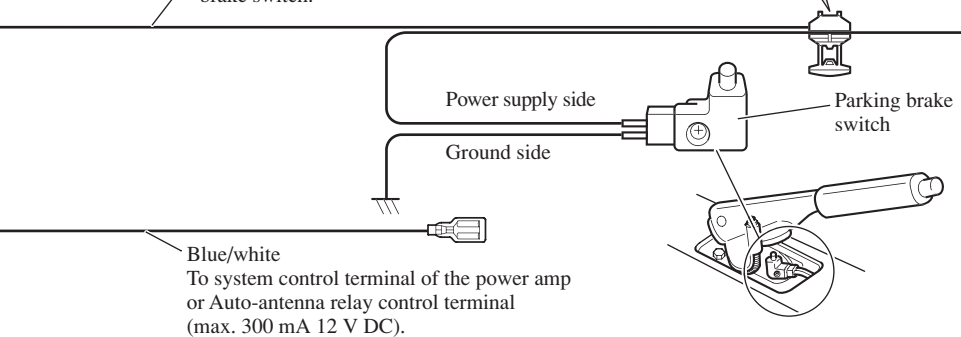 brake switch.
Power supply side
Parking brake
switch
Ground side
Blue/white
To system control terminal of the power amp
or Auto-antenna relay control terminal
(max. 300 mA 12 V DC).